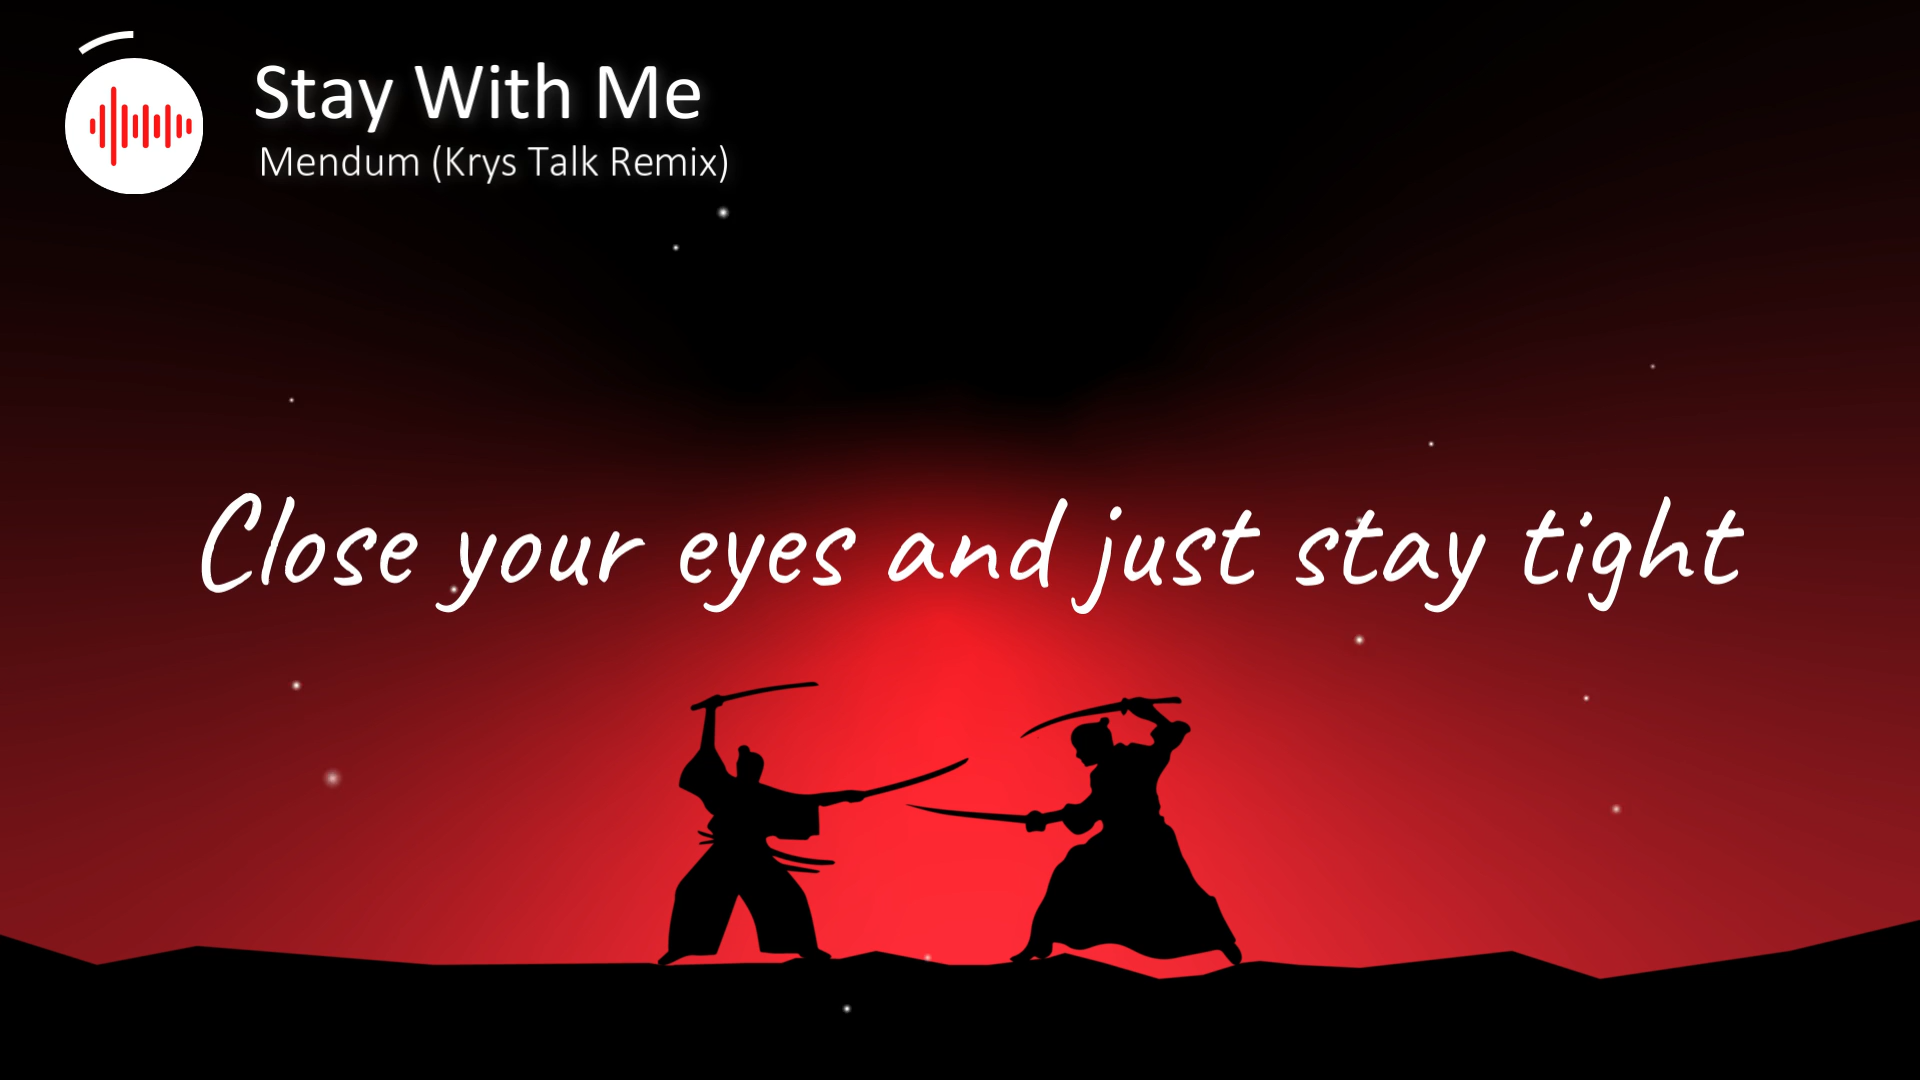 Stay With Me
Mendum (Krys Talk Remix)
Close your eyes and just stay tight